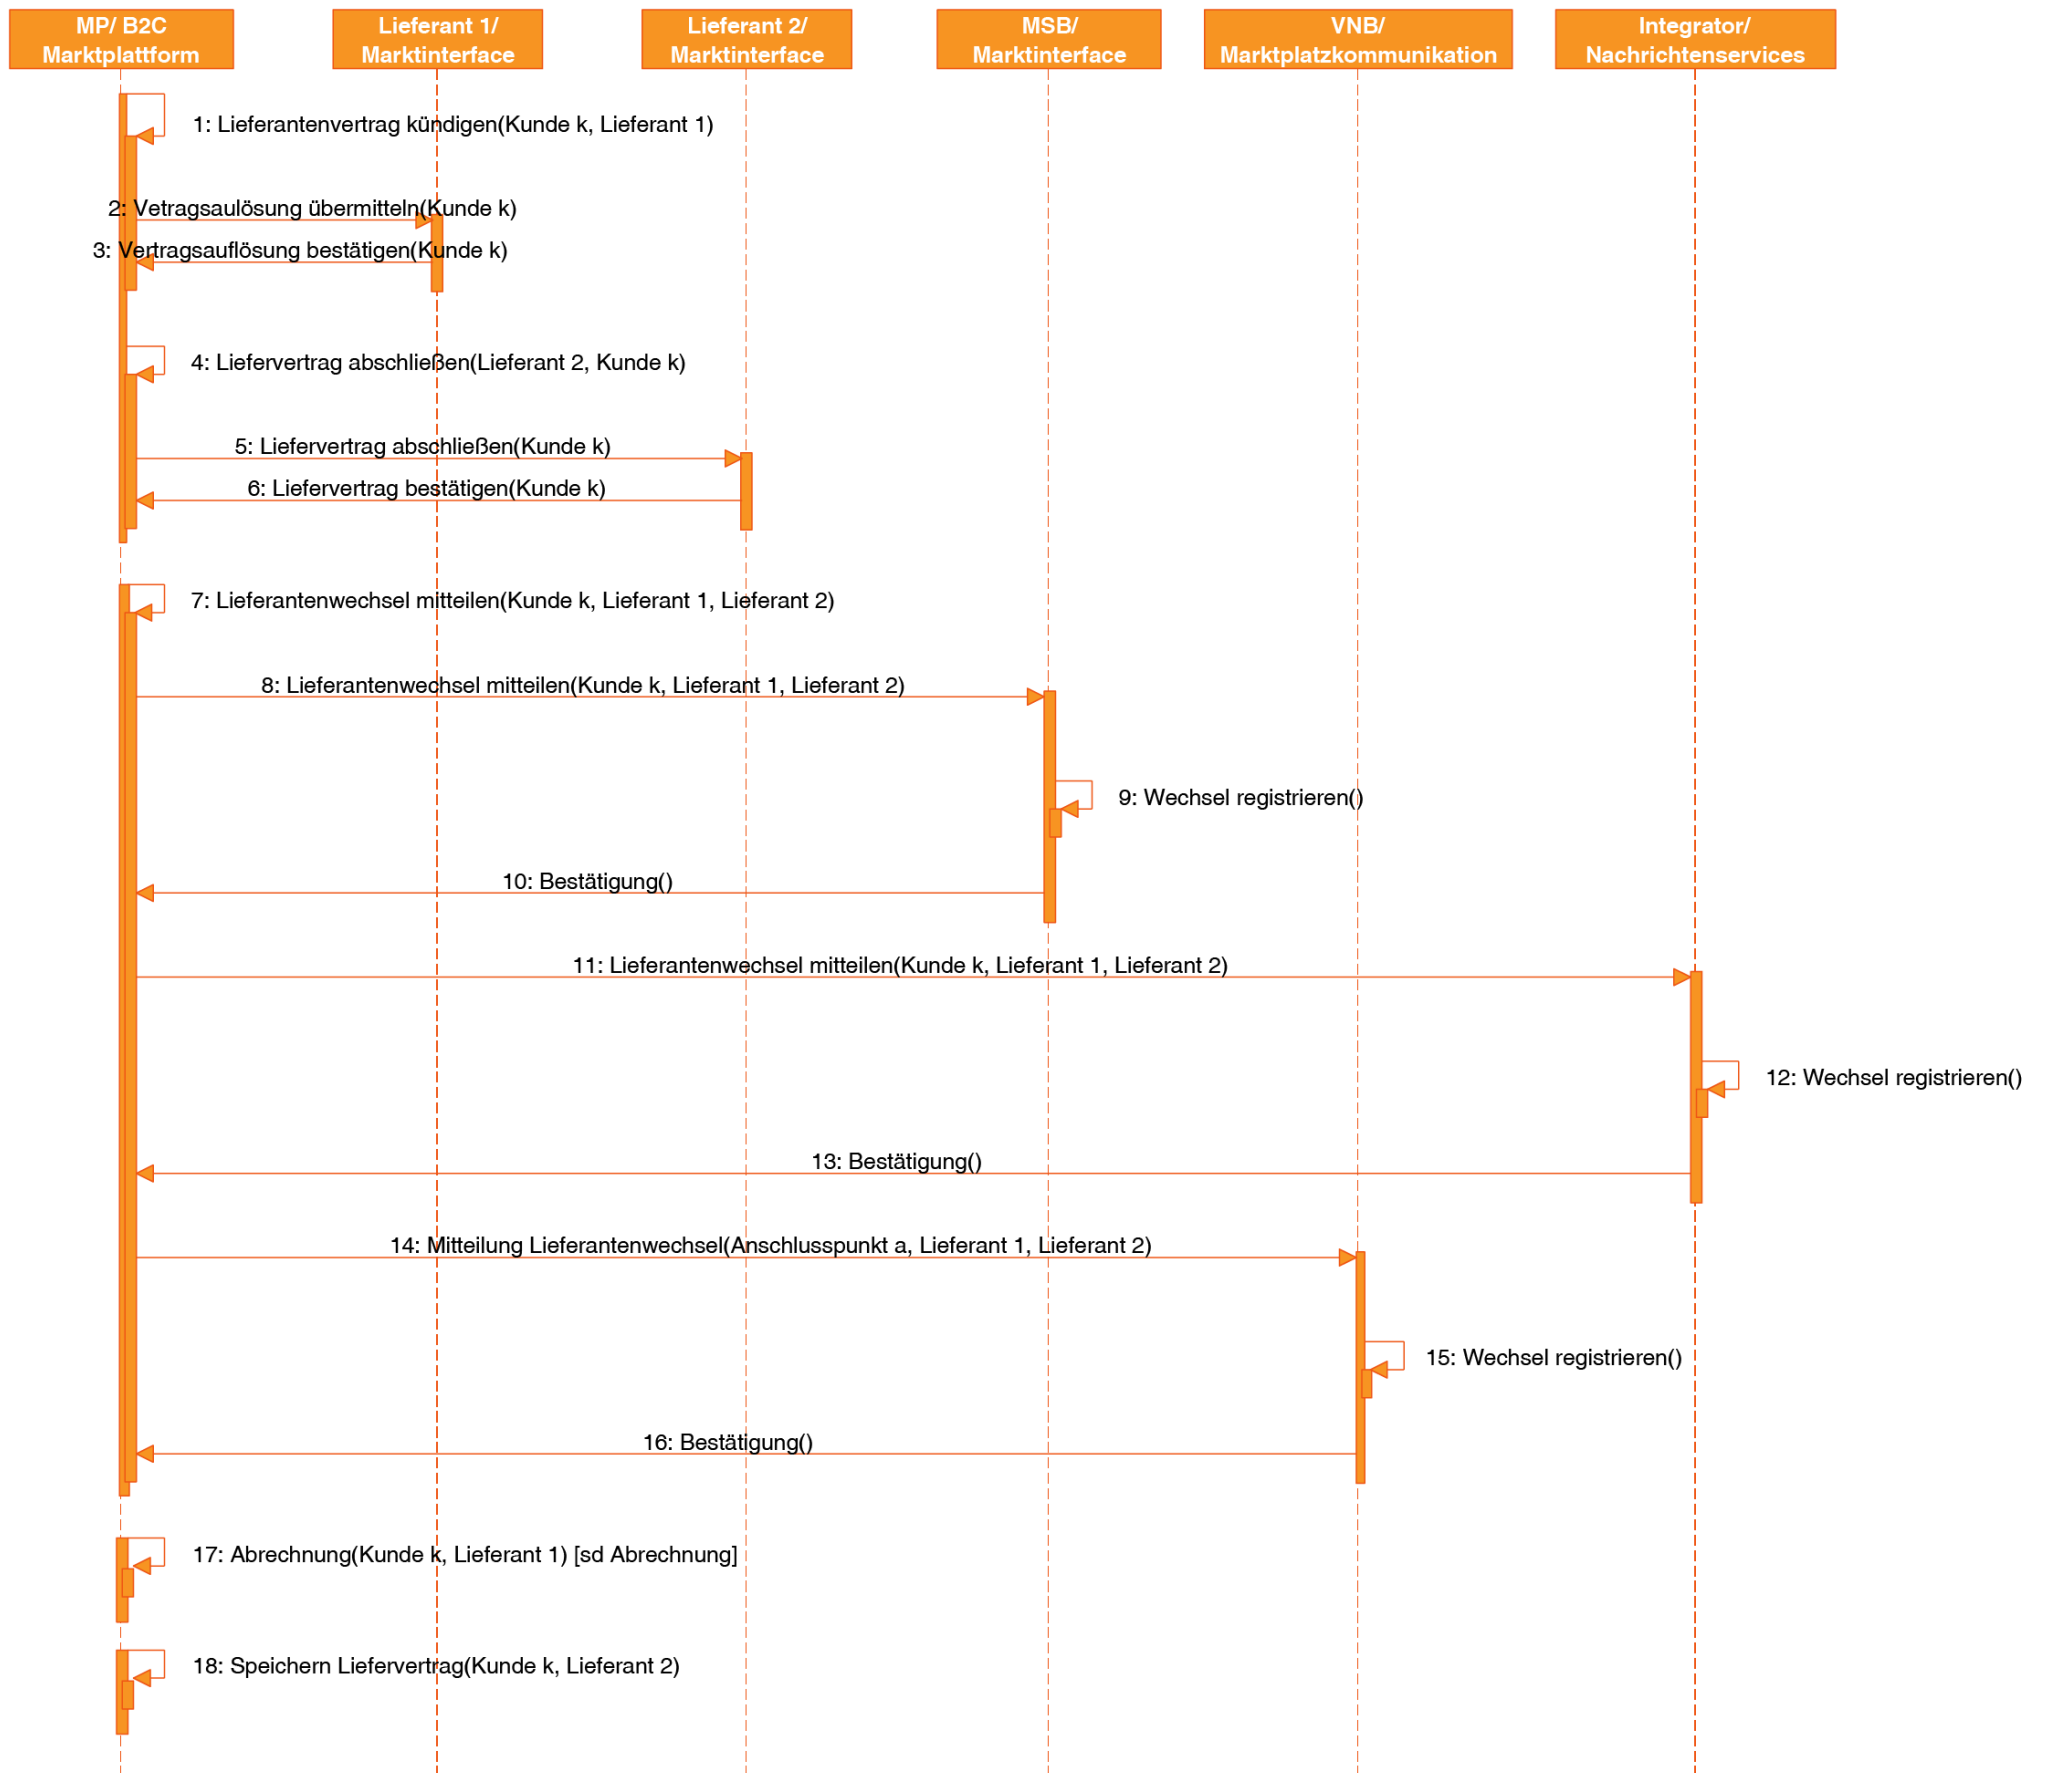 MP/ B2C
Marktplattform
Lieferant 1/
Marktinterface
Lieferant 2/
Marktinterface
MSB/
Marktinterface
VNB/
Marktplatzkommunikation
Integrator/
Nachrichtenservices
1: Lieferantenvertrag kündigen(Kunde k, Lieferant 1)
2: Vetragsaulösung übermitteln(Kunde k)
3: Vertragsauflösung bestätigen(Kunde k)
4: Liefervertrag abschließen(Lieferant 2, Kunde k)
5: Liefervertrag abschließen(Kunde k)
6: Liefervertrag bestätigen(Kunde k)
7: Lieferantenwechsel mitteilen(Kunde k, Lieferant 1, Lieferant 2)
8: Lieferantenwechsel mitteilen(Kunde k, Lieferant 1, Lieferant 2)
9: Wechsel registrieren()
10: Bestätigung()
11: Lieferantenwechsel mitteilen(Kunde k, Lieferant 1, Lieferant 2)
12: Wechsel registrieren()
13: Bestätigung()
14: Mitteilung Lieferantenwechsel(Anschlusspunkt a, Lieferant 1, Lieferant 2)
15: Wechsel registrieren()
16: Bestätigung()
17: Abrechnung(Kunde k, Lieferant 1) [sd Abrechnung]
18: Speichern Liefervertrag(Kunde k, Lieferant 2)